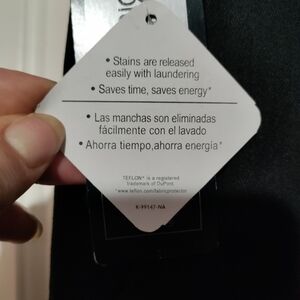 • Stains are released
easily with laundering
• Saves time, saves energy*
• Las manchas son eliminadas
fácilmente con el lavado
• Ahorra tiempo,ahorra energía*
TEFLON® is a registered
trademark of DuPont
*www.teflon.com/fabricprotector
K-99147-NA